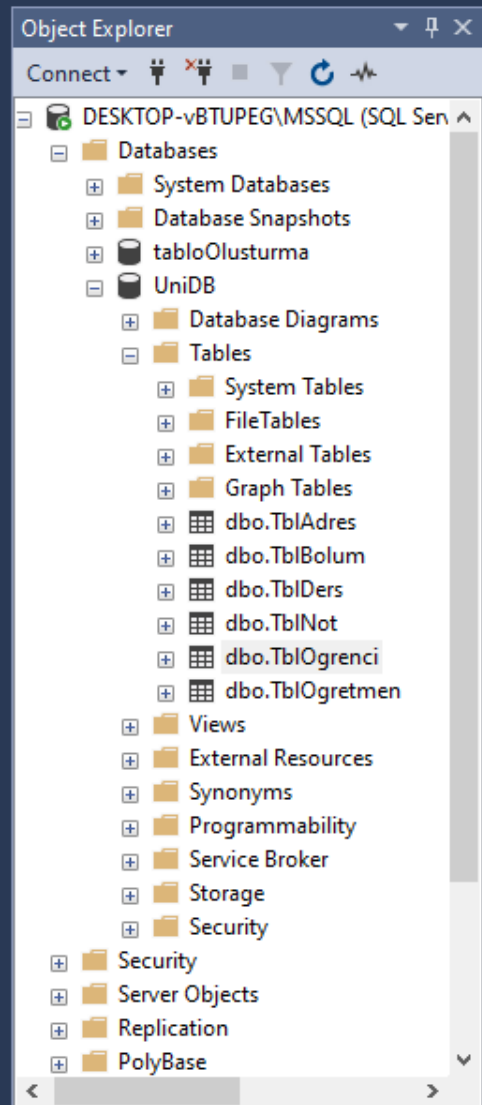 Object Explorer
Connect
DESKTOP-vBTUPEG\MSSQL (SQL Serv
Databases
System Databases
Database Snapshots
tabloOlusturma
UniDB
Database Diagrams
Tables
System Tables
FileTables
External Tables
Graph Tables
dbo.TblAdres
dbo.TblBolum
dbo.TblDers
dbo.TblNot
dbo.TblOgrenci
dbo.TblOgretmen
Views
External Resources
Synonyms
Programmability
Service Broker
Storage
Security
Security
Server Objects
Replication
PolyBase